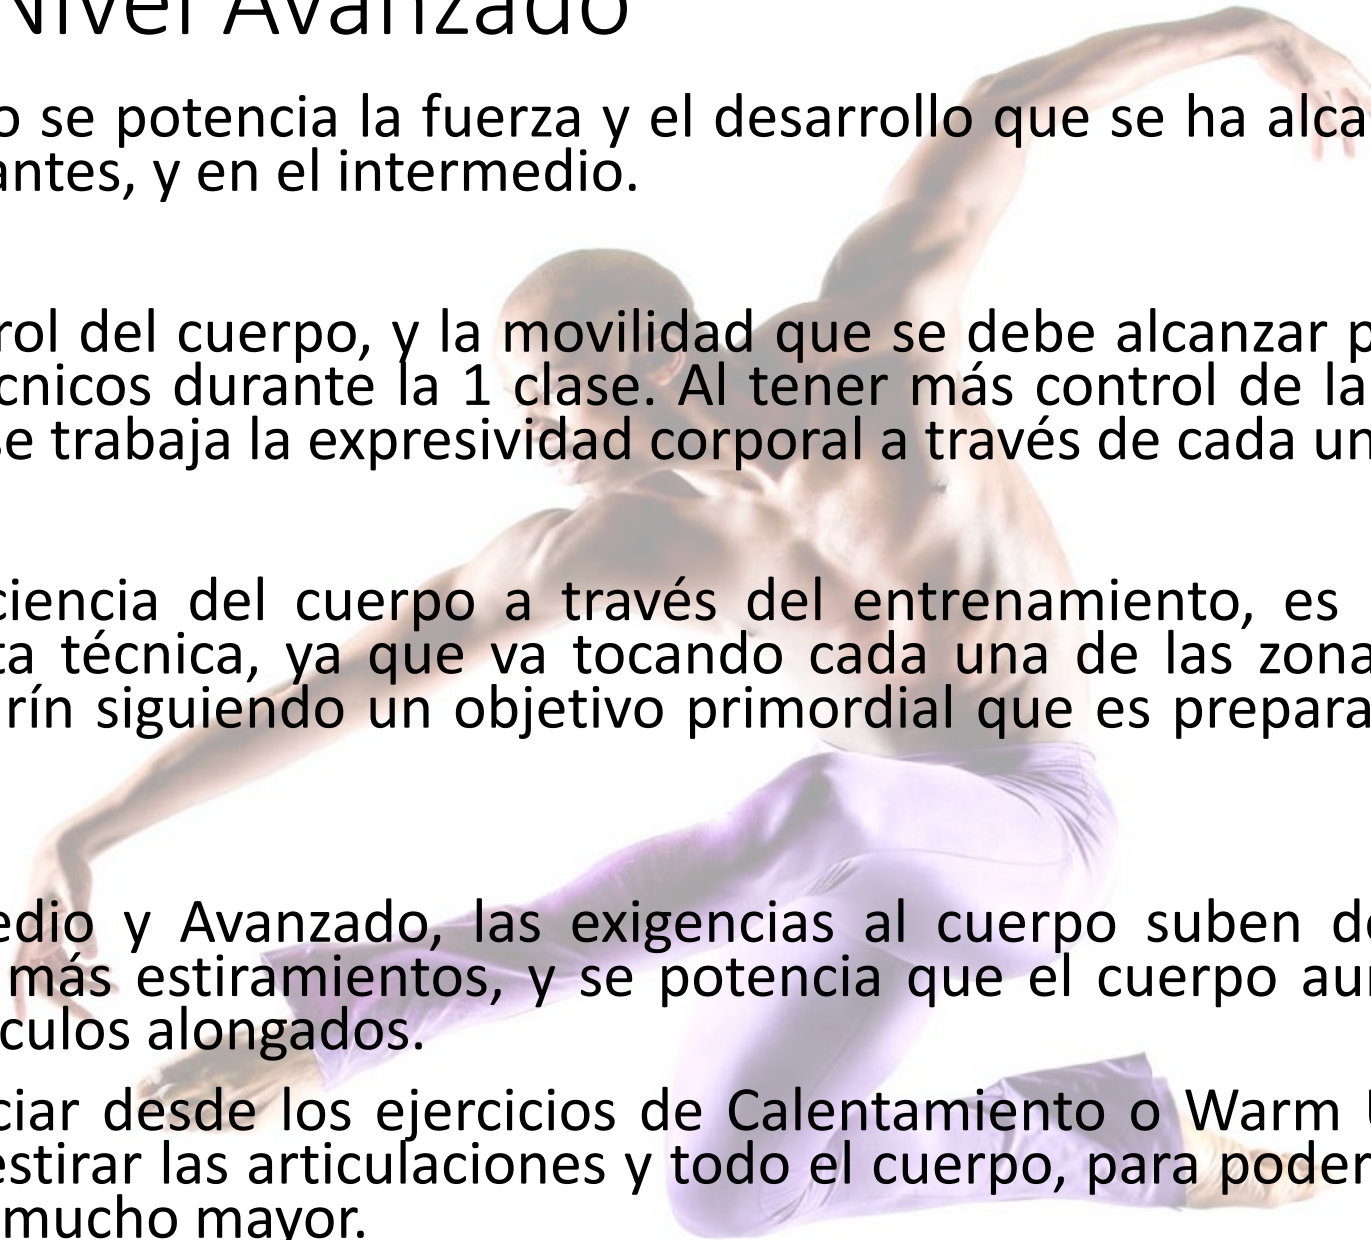 Nivel Avanzado
o se potencia la fuerza y el desarrollo que se ha alca
antes, y en el intermedio.
rol del cuerpo, y la movilidad que se debe alcanzar p
cnicos durante la 1 clase. Al tener más control de la
se trabaja la expresividad corporal a través de cada un
ciencia del cuerpo a través del entrenamiento, es
ta técnica, ya que va tocando cada una de las zona
rín siguiendo un objetivo primordial que es prepara
edio y Avanzado, las exigencias al cuerpo suben de
más estiramientos, y se potencia que el cuerpo au
culos alongados.
ciar desde los ejercicios de Calentamiento o Warm U
estirar las articulaciones y todo el cuerpo, para poder
mucho mayor.